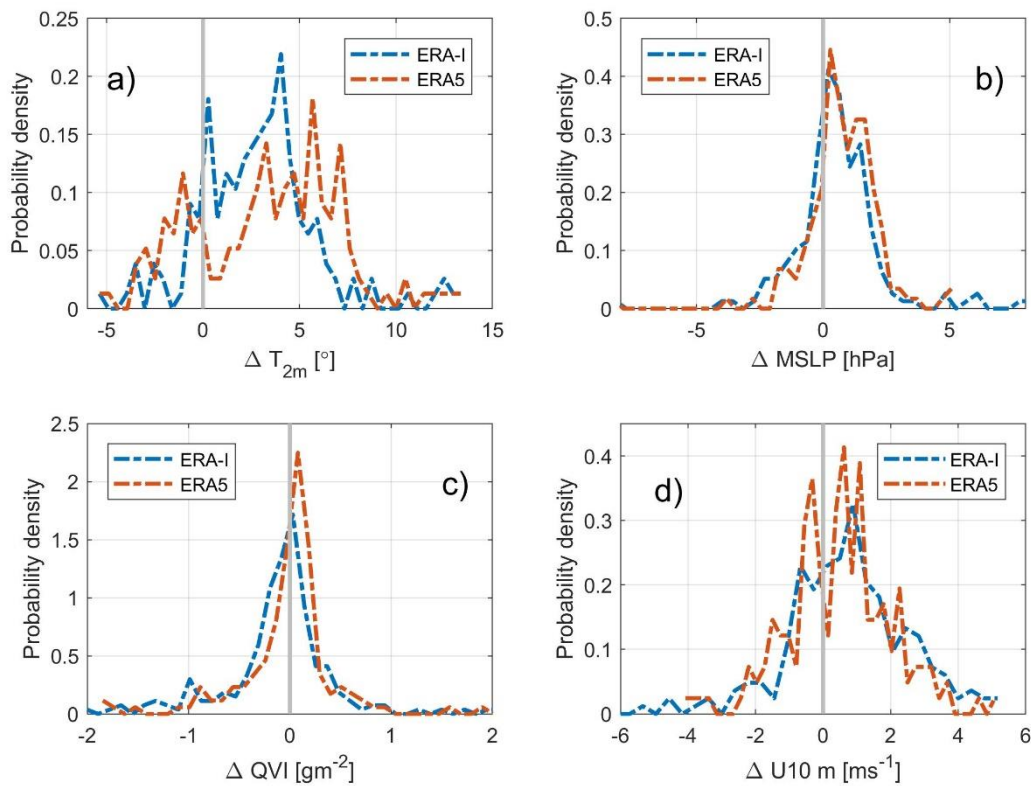 a)
ERA-I
ERA5
Probability density
0.25
0.2
0.15
0.1
0.05
0
-5
0
5
10
15
Δ T2m [°]
b)
ERA-I
ERA5
Probability density
0.5
0.4
0.3
0.2
0.1
0
-5
0
5
Δ MSLP [hPa]
c)
ERA-I
ERA5
Probability density
2.5
2
1.5
1
0.5
0
-2
-1
0
1
2
Δ QVI [gm-2]
d)
ERA-I
ERA5
Probability density
0.4
0.3
0.2
0.1
0
-6
-4
-2
0
2
4
6
Δ U10 m [ms-1]